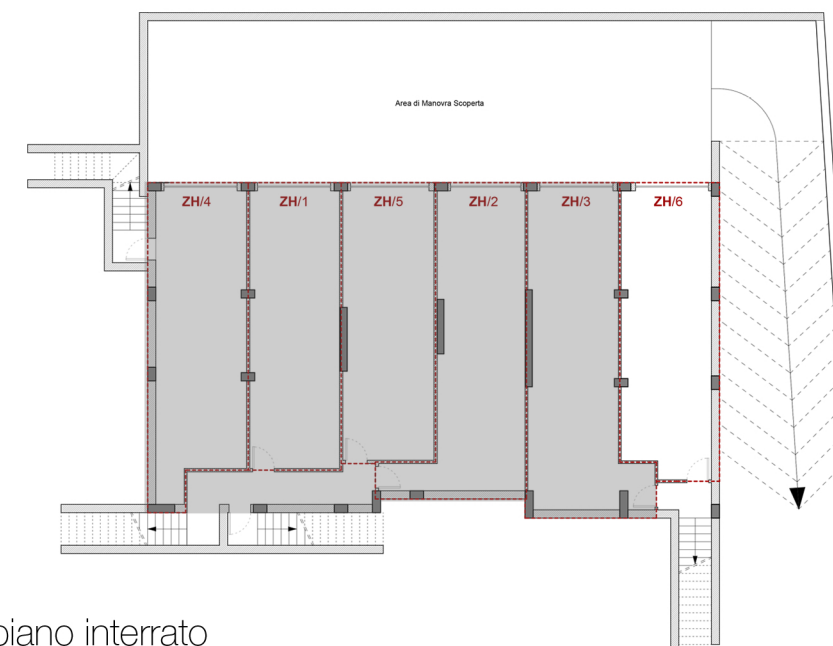 Area di Manovra Scoperta
ZH/4 ZH/1 ZH/5 ZH/2 ZH/3 ZH/6
piano interrato